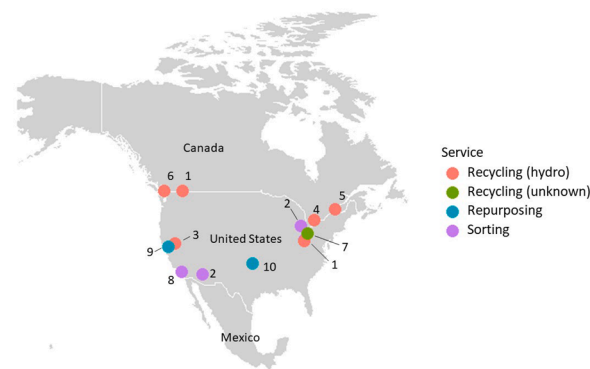 Canada
6
1
2
4
5
3
United States
9
7
10
1
8
2
Mexico
Service
Recycling (hydro)
Recycling (unknown)
Repurposing
Sorting